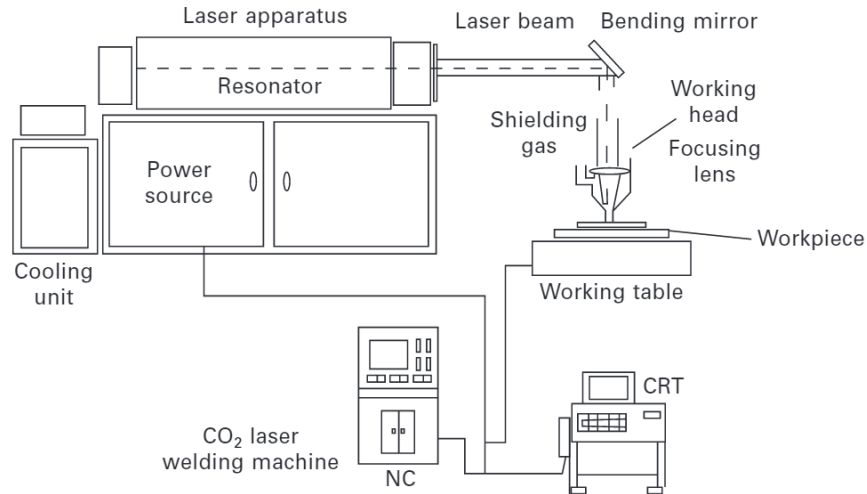 Laser apparatus
Laser beam
Bending mirror
Resonator
Working
head
Shielding
gas
Focusing
lens
Power
source
Workpiece
Cooling
unit
Working table
CRT
CO₂ laser
welding machine
NC